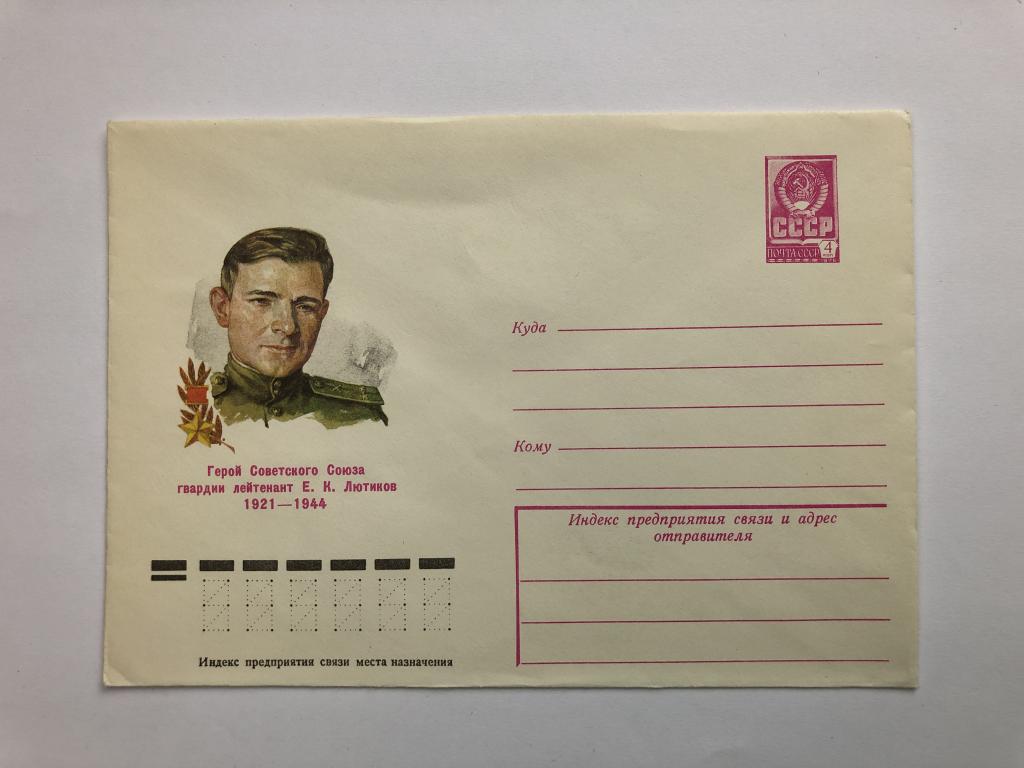 СССР
ПОЧТА СССР 4
Герой Советского Союза
гвардии лейтенант Е. К. Лютиков
1921—1944
Куда
Кому
Индекс предприятия связи и адрес
отправителя
Индекс предприятия связи места назначения